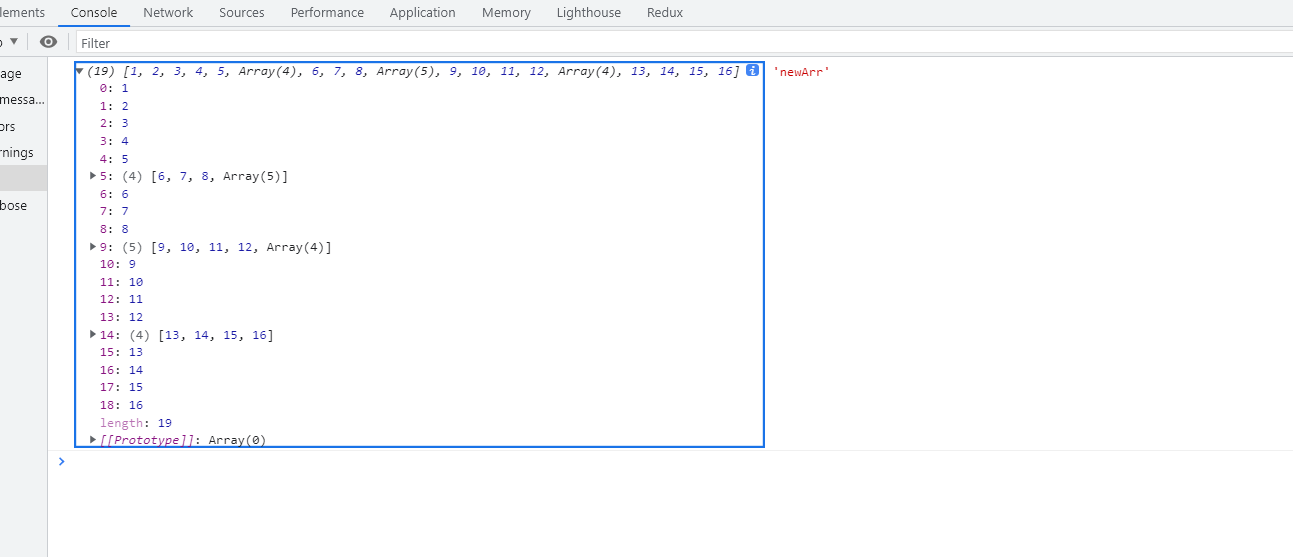 lements Console Network Sources Performance Application Memory Lighthouse Redux
Filter
age
messa...
ors
rnings
bose
(19) [1, 2, 3, 4, 5, Array(4), 6, 7, 8, Array(5), 9, 10, 11, 12, Array(4), 13, 14, 15, 16] i 'newArr'
0: 1
1: 2
2: 3
3: 4
4: 5
5: (4) [6, 7, 8, Array(5)]
6: 6
7: 7
8: 8
9: (5) [9, 10, 11, 12, Array(4)]
10: 9
11: 10
12: 11
13: 12
14: (4) [13, 14, 15, 16]
15: 13
16: 14
17: 15
18: 16
length: 19
[[Prototype]]: Array(0)